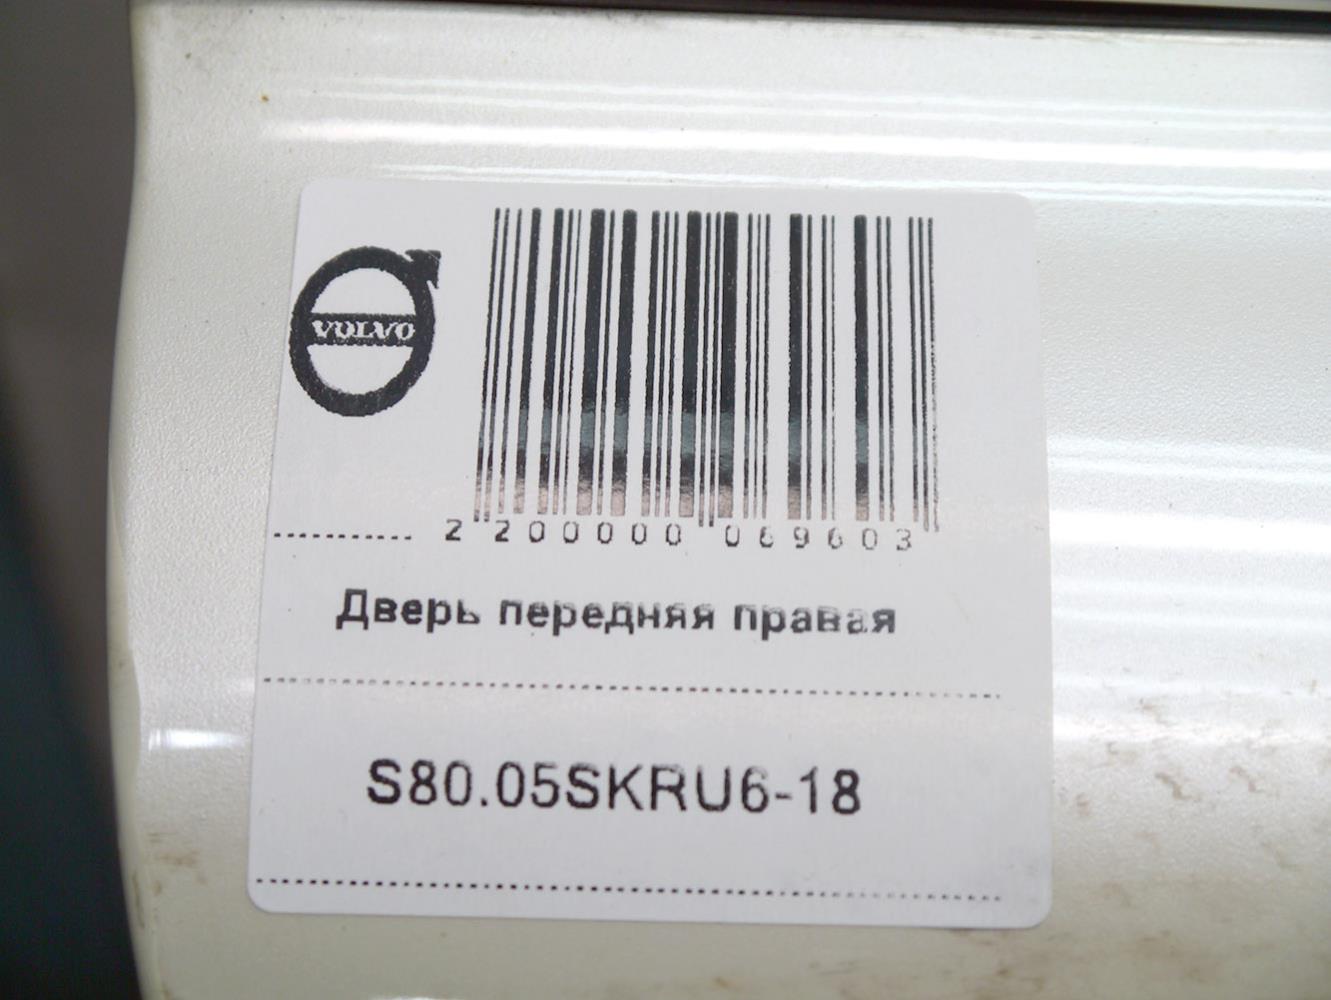 VOLVO
2 200000 069603
Дверь передняя правая
S80.05SKRU6-18